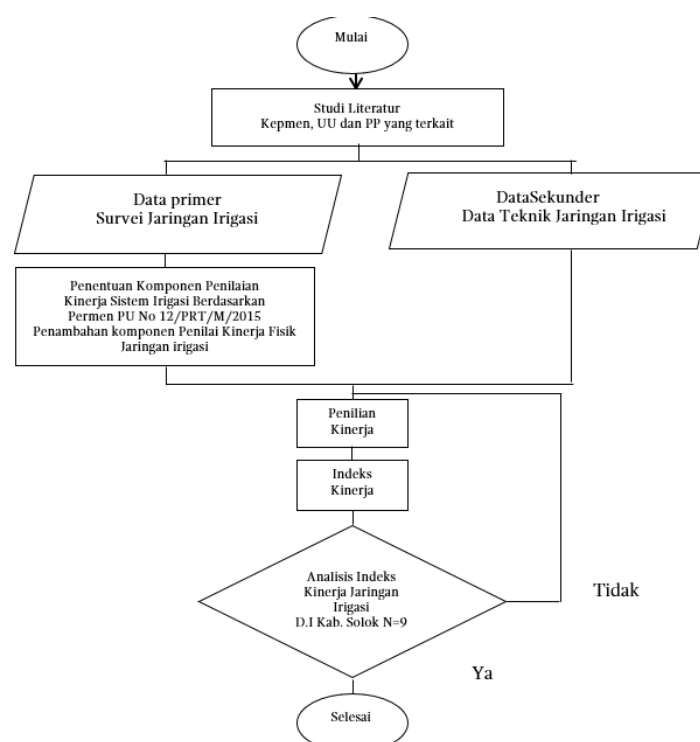 Mulai
Studi Literatur
Kepmen, UU dan PP yang terkait
Data primer
Survei Jaringan Irigasi
DataSekunder
Data Teknik Jaringan Irigasi
Penentuan Komponen Penilaian
Kinerja Sistem Irigasi Berdasarkan
Permen PU No 12/PRT/M/2015
Penambahan komponen Penilai Kinerja Fisik
Jaringan irigasi
Penilian
Kinerja
Indeks
Kinerja
Analisis Indeks
Kinerja Jaringan
Irigasi
D.I Kab. Solok N=9
Tidak
Ya
Selesai